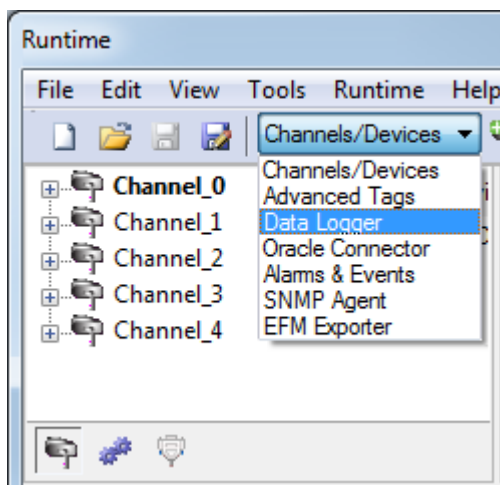 Runtime
File Edit View Tools Runtime Help
Channels/Devices
Channel_0
Channel_1
Channel_2
Channel_3
Channel_4
Channels/Devices
Advanced Tags
Data Logger
Oracle Connector
Alarms & Events
SNMP Agent
EFM Exporter